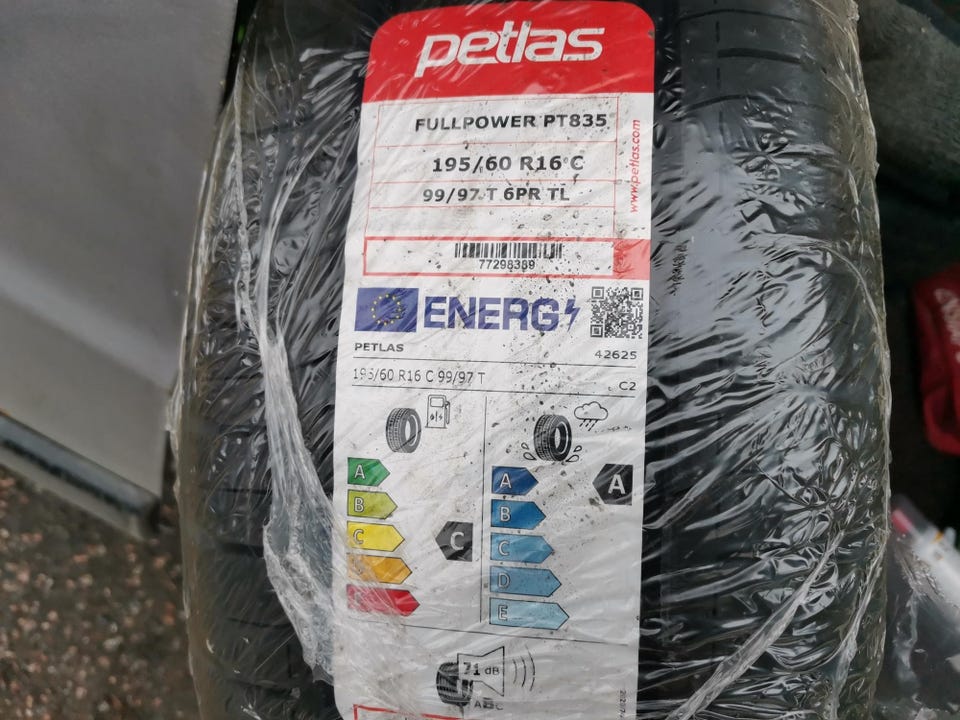 petlas
FULLPOWER PT835
195/60 R16 C
99/97 T 6PR TL
www.petlas.com
77298389
ENERG
PETLAS 42625
195/60 R16 C 99/97 T C2
A
B
C
C
A
B
C
D
E
A
71 dB
ABC